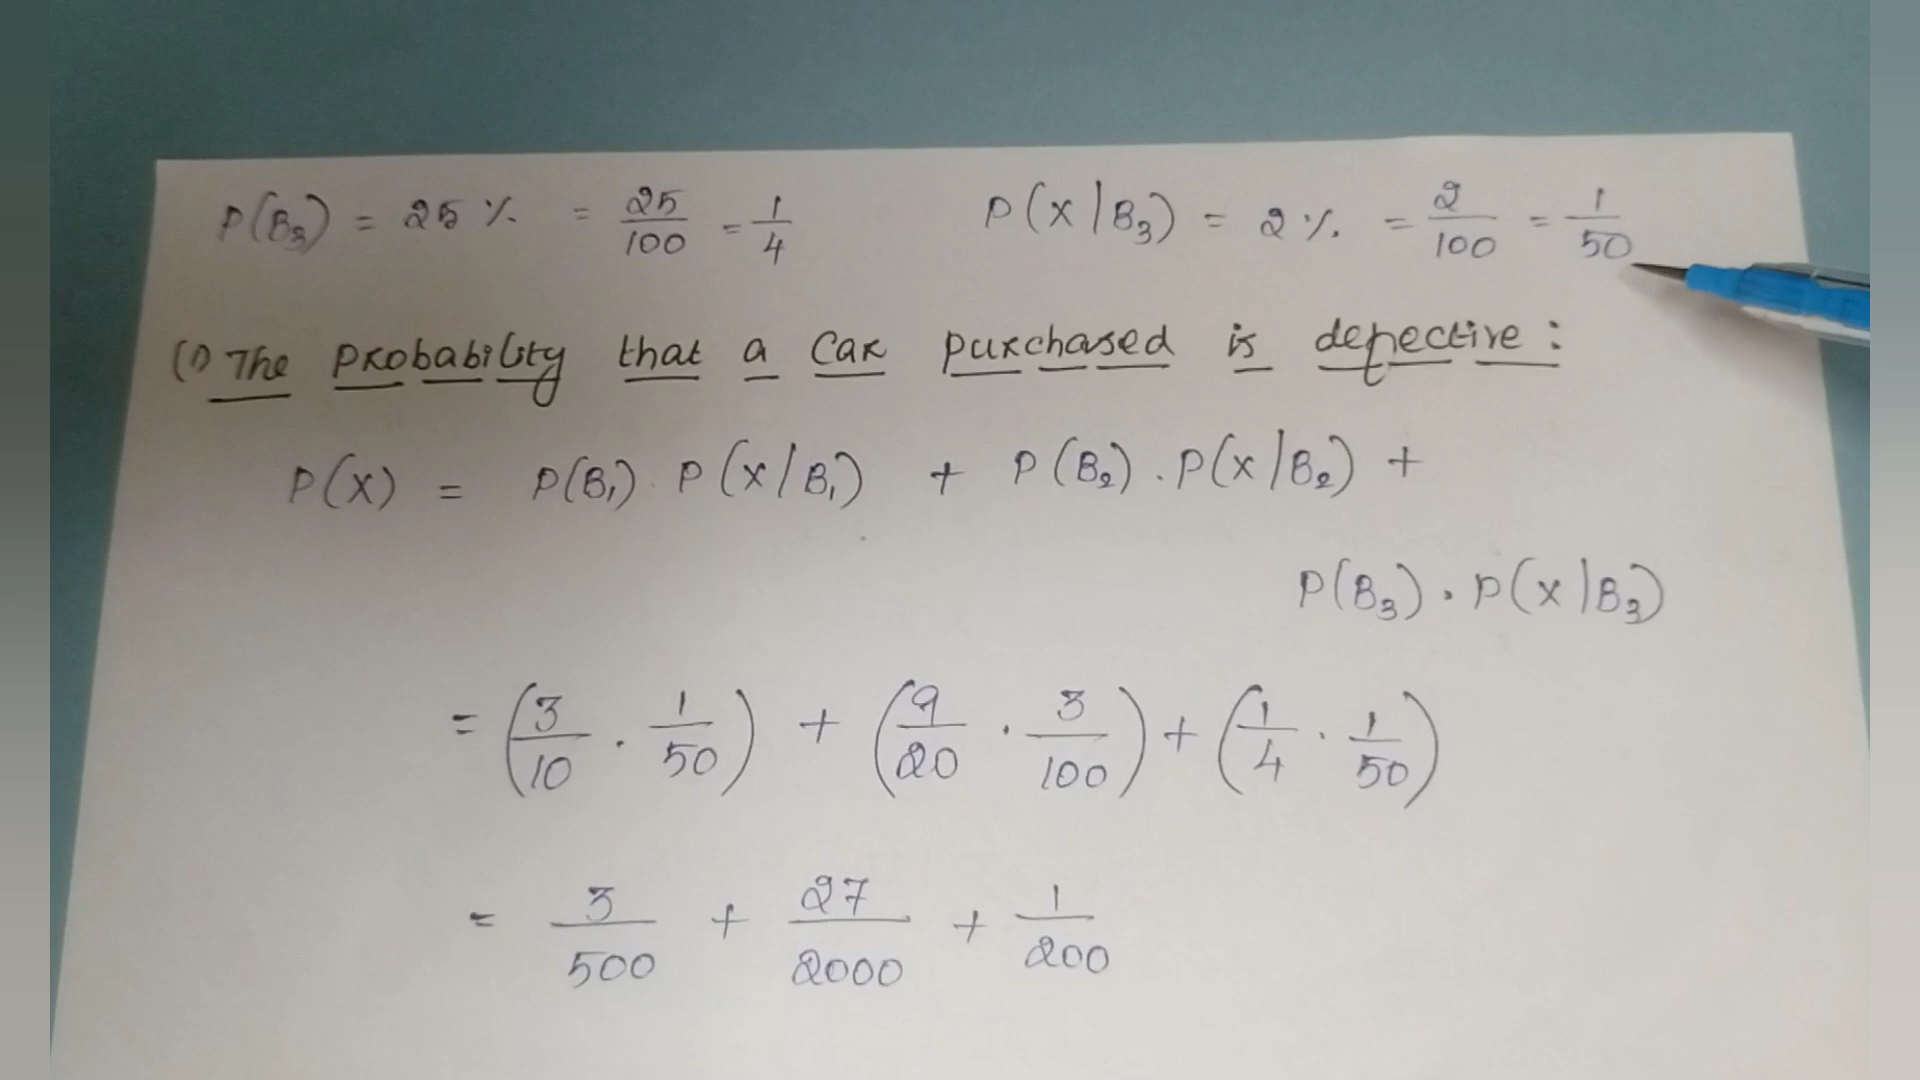 P(B₃) = 25 % = 25/100 = 1/4 P(X|B₃) = 2 % = 2/100 = 1/50
(1) The probability that a car purchased is defective :
P(X) = P(B₁) . P(X/B₁) + P(B₂) . P(X/B₂) +
P(B₃) . P(X|B₃)
= (3/10 . 1/50) + (9/20 . 3/100) + (1/4 . 1/50)
= 3/500 + 27/2000 + 1/200